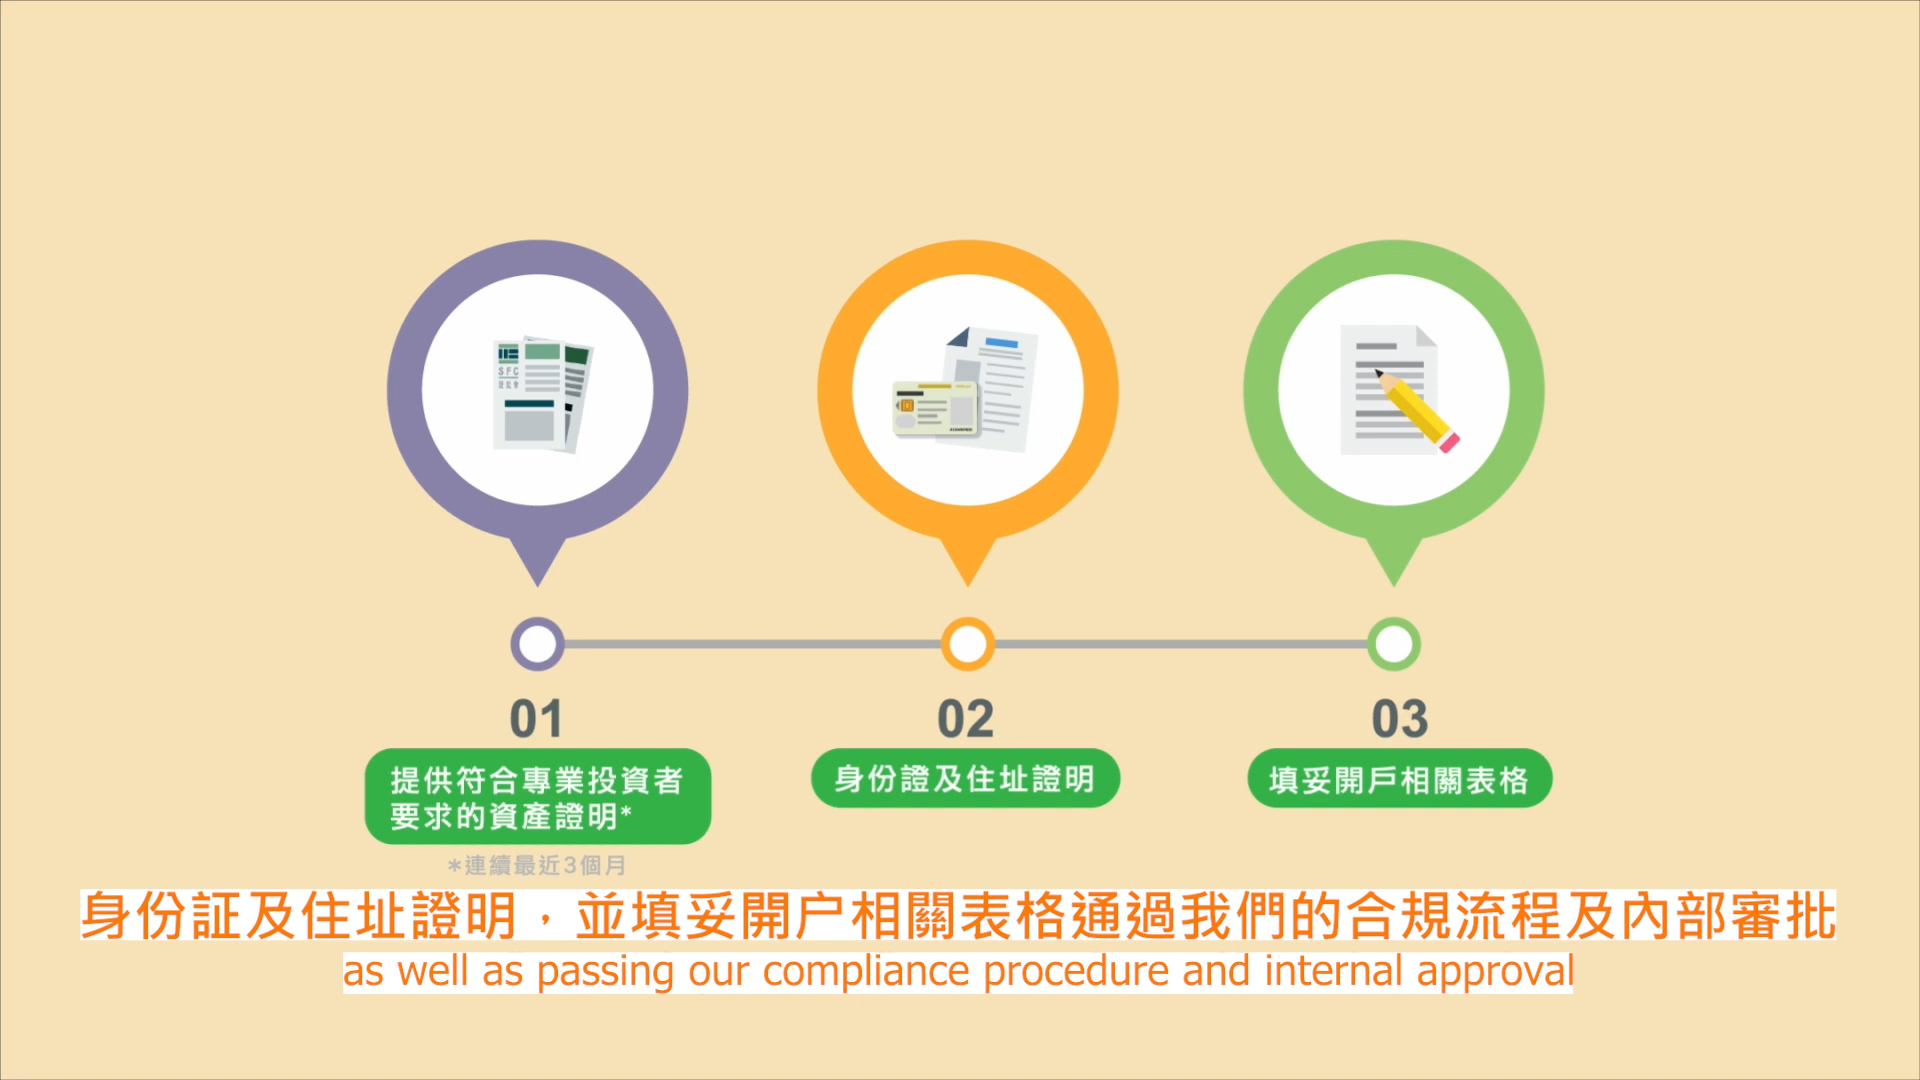 SFC
證監會
01
02
03
提供符合專業投資者
要求的資產證明*
身份證及住址證明
填妥開戶相關表格
*連續最近3個月
身份証及住址證明，並填妥開户相關表格通過我們的合規流程及內部審批
as well as passing our compliance procedure and internal approval